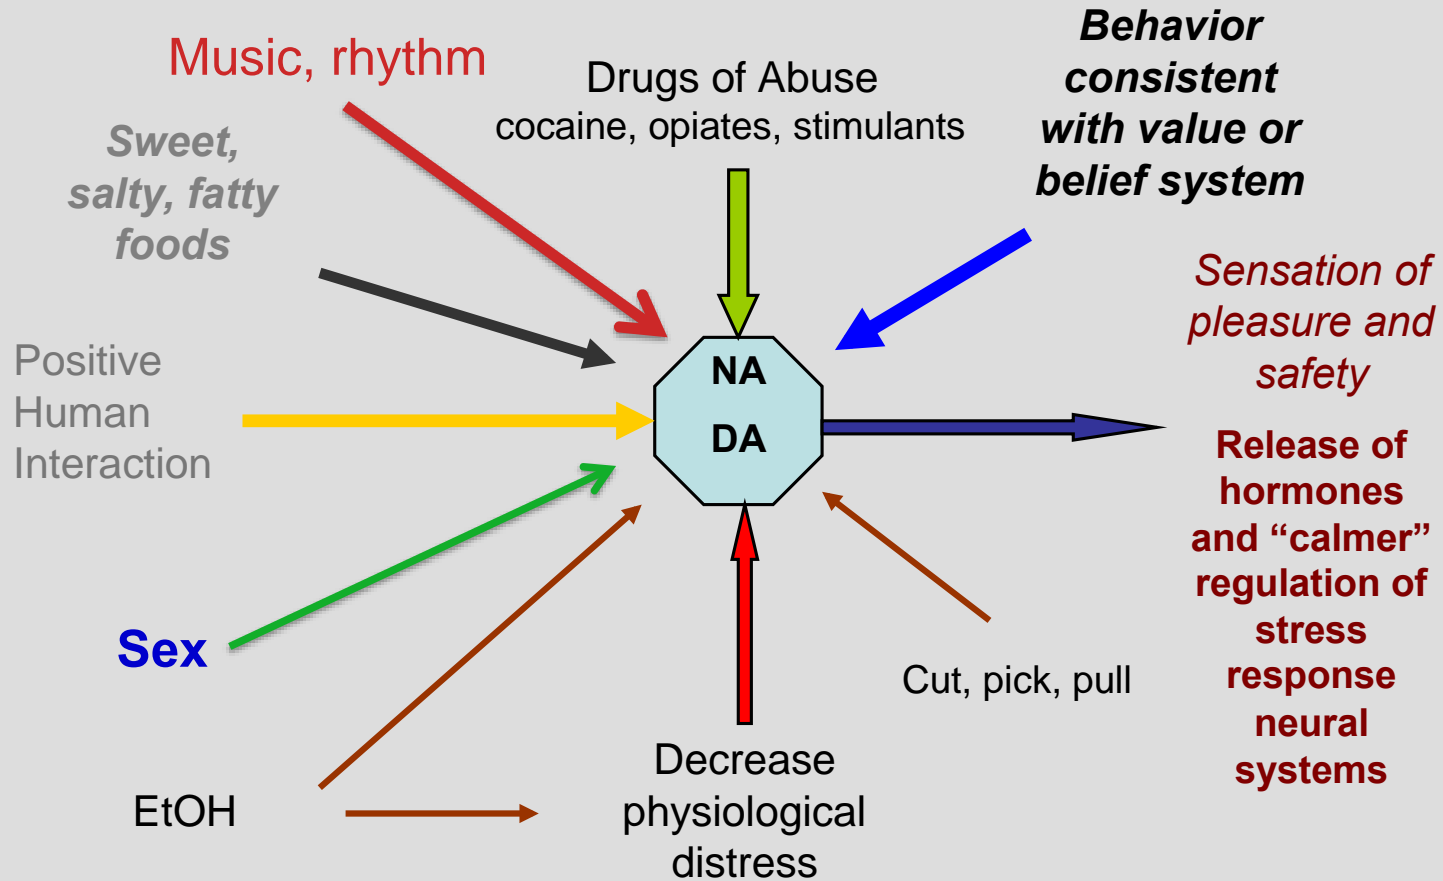 Music, rhythm
Drugs of Abuse
cocaine, opiates, stimulants
Behavior
consistent
with value or
belief system
Sweet,
salty, fatty
foods
Positive
Human
Interaction
NA
DA
Sensation of
pleasure and
safety
Release of
hormones
and “calmer”
regulation of
stress
response
neural
systems
Sex
Cut, pick, pull
EtOH
Decrease
physiological
distress